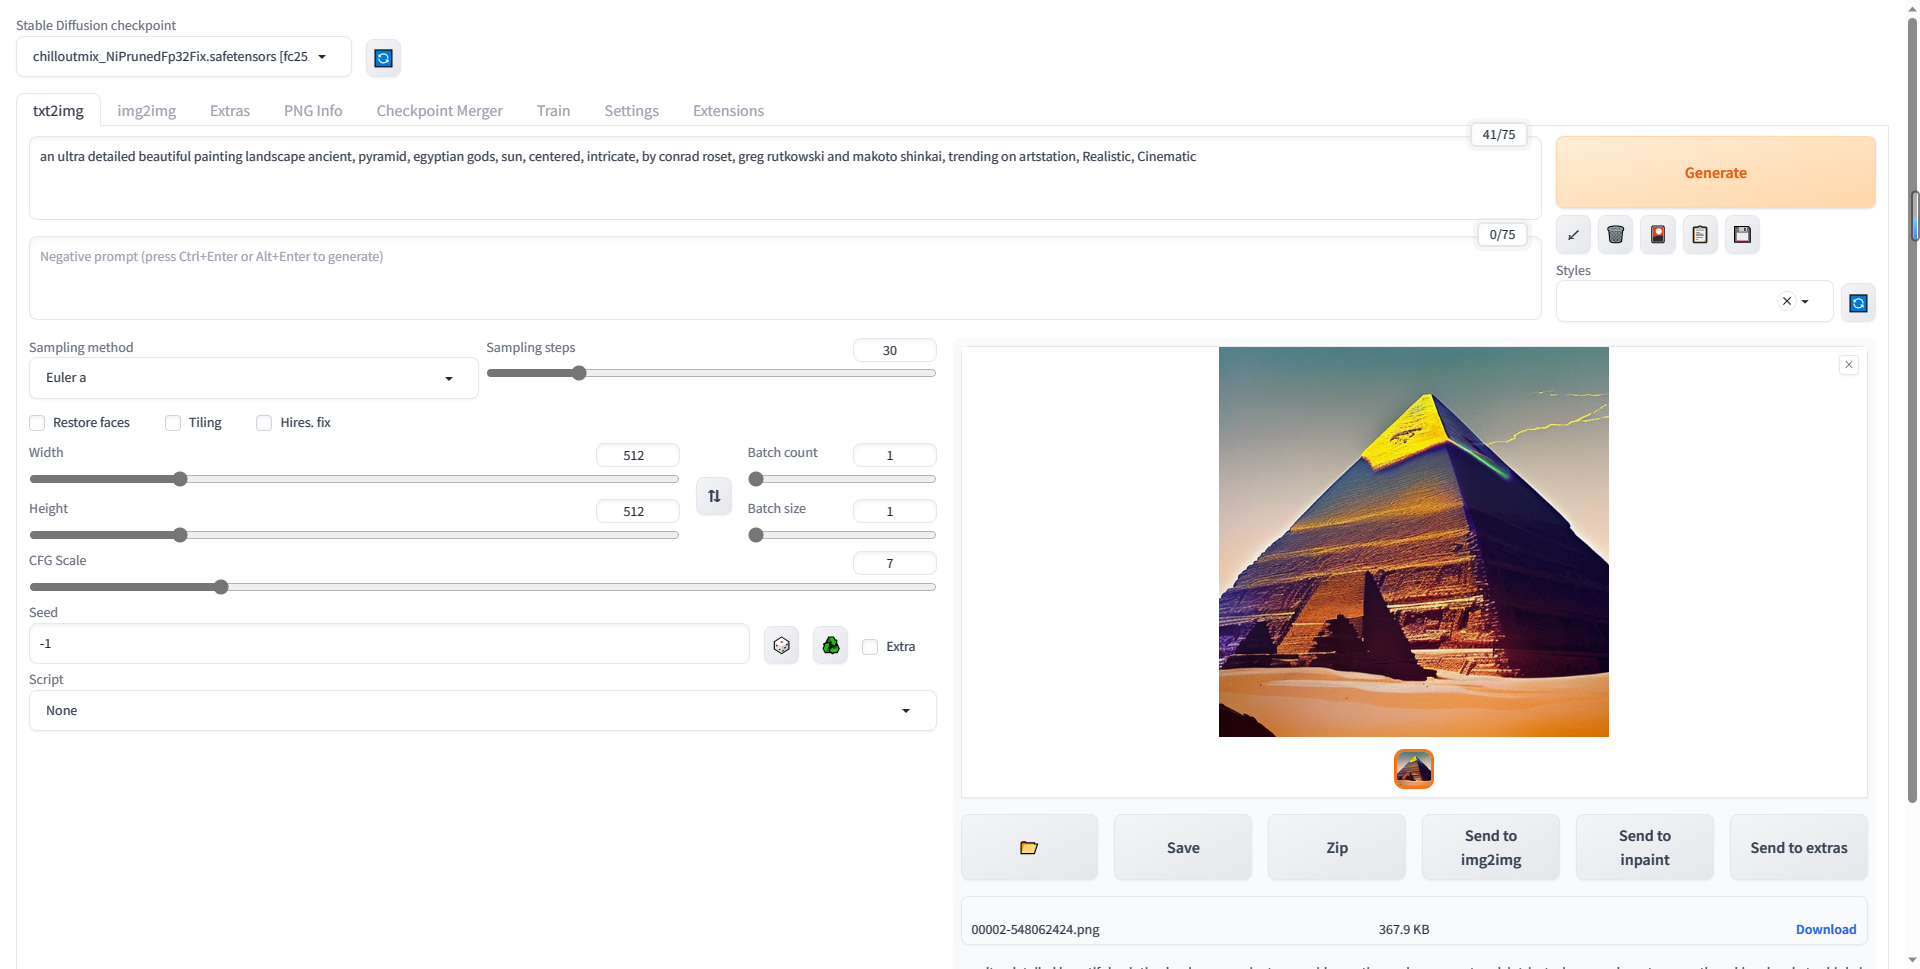 Stable Diffusion checkpoint
chilloutmix_NiPrunedFp32Fix.safetensors [fc25
txt2img img2img Extras PNG Info Checkpoint Merger Train Settings Extensions
41/75
an ultra detailed beautiful painting landscape ancient, pyramid, egyptian gods, sun, centered, intricate, by conrad roset, greg rutkowski and makoto shinkai, trending on artstation, Realistic, Cinematic
Generate
0/75
Negative prompt (press Ctrl+Enter or Alt+Enter to generate)
Styles
Sampling method
Euler a
Sampling steps
30
Restore faces Tiling Hires. fix
Width
512
Batch count
1
Height
512
Batch size
1
CFG Scale
7
Seed
-1
Extra
Script
None
Save
Zip
Send to
img2img
Send to
inpaint
Send to extras
00002-548062424.png 367.9 KB Download